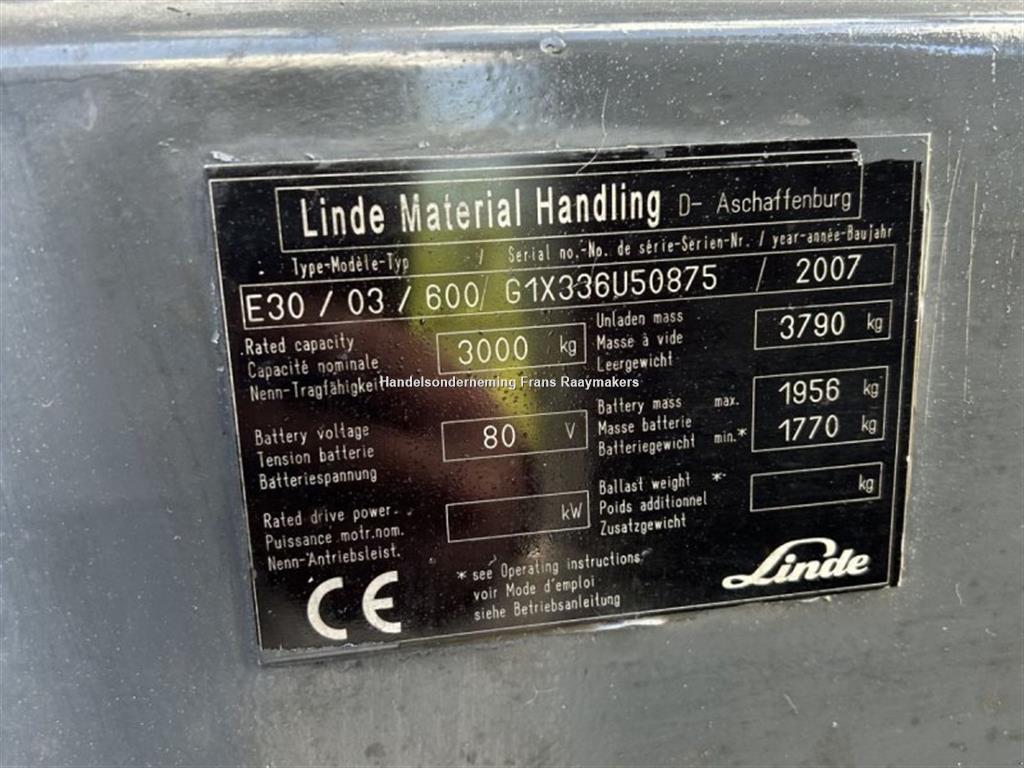 Linde Material Handling D- Aschaffenburg
Type-Modèle-Typ / Serial no.-No. de série-Serien-Nr. / year-année-Baujahr
E30 / 03 / 600 / G1X336U50875 / 2007
Rated capacity
Capacité nominale
Nenn-Tragfähigkeit
3000 kg
Unladen mass
Masse à vide
Leergewicht
3790 kg
Handelsonderneming Frans Raaymakers
Battery voltage
Tension batterie
Batteriespannung
80 V
Battery mass max.
Masse batterie
Batteriegewicht min.*
1956 kg
1770 kg
Rated drive power
Puissance motr.nom.
Nenn-Antriebsleist.
kW
Ballast weight *
Poids additionnel
Zusatzgewicht
kg
* see Operating instructions
voir Mode d'emploi
siehe Betriebsanleitung
CE
Linde